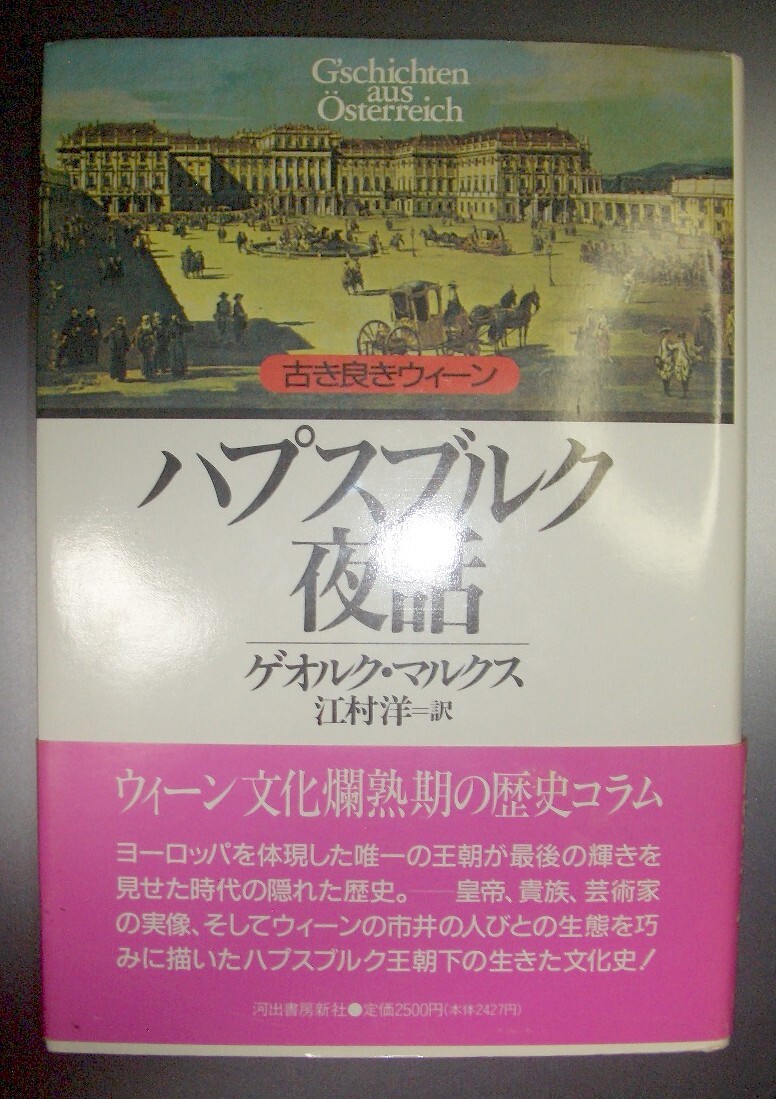 G'schichten
aus
Österreich
古き良きウィーン
ハプスブルク
夜話
ゲオルク・マルクス
江村洋=訳
ウィーン文化爛熟期の歴史コラム
ヨーロッパを体現した唯一の王朝が最後の輝きを
見せた時代の隠れた歴史。——皇帝、貴族、芸術家
の実像、そしてウィーンの市井の人びとの生態を巧
みに描いたハプスブルク王朝下の生きた文化史！
河出書房新社●定価2500円(本体2427円)